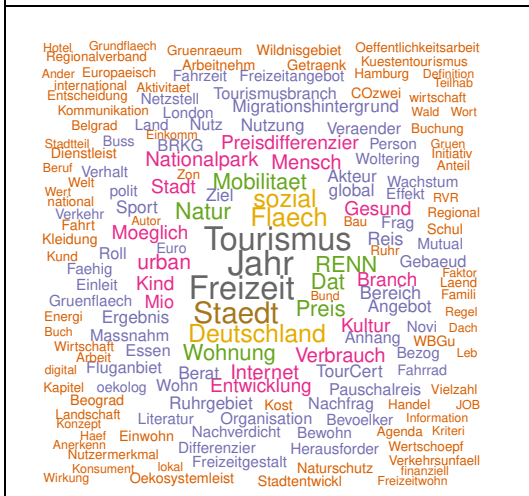 Hotel Grundflaech Gruenraeum Wildnisgebiet Oeffentlichkeitsarbeit
Regionalverband Arbeitnehm Getraenk Kuestentourismus
Ander Europaeisch Fahrzeit Freizeitangebot Hamburg Definition
international Aktivitaet Tourismusbranch COzwei Teilhab
Entscheidung Netzstell Migrationshintergrund wirtschaft
Kommunikation London Wald Wort
Belgrad Land Nutz Nutzung Veraender Buchung
Stadtteil Buss Einkomm BRKG Preisdifferenzier Person Gruen
Dienstleist Nationalpark Mensch Woltering Initiativ
Beruf Verhalt Zon Mobilitaet Akteur Wachstum Anteil
Welt Stadt sozial global Effekt RVR
Wert polit Ziel
national Sport Natur Flaech Gesund Regional
Verkehr Autor Bau Frag Schul
Fahrt Moeglich Tourismus Reis Mutual
Kleidung Roll Euro Ruhr
Kund urban Jahr RENN Gebaeud
Faehig Branch Faktor
Einleit Kind Freizeit Dat Bereich Laend
Gruenflaech Mio Bund Preis Angebot Famili
Energi Ergebnis Staedt Kultur Novi Regel
Buch Massnahm Deutschland Anhang WBGu Dach
Wirtschaft Essen Wohnung Verbrauch Bezog Leb
Arbeit
digital Fluganbiet Berat Internet TourCert Fahrrad
Kapitel oekolog Wohn Entwicklung Pauschalreis Vielzahl
Beograd Ruhrgebiet Kost Nachfrag Handel JOB
Landschaft Literatur Organisation Bevoelker Information
Konzept Haef Einwohn Nachverdicht Bewohn Agenda Kriteri
Anerkenn Differenzier Herausforder Wertschoepf
Nutzermerkmal Verkehrsunfaell
Konsument lokal Freizeitgestalt Naturschutz finanziell
Wirkung Oekosystemleist Stadtentwickl Freizeitwohn